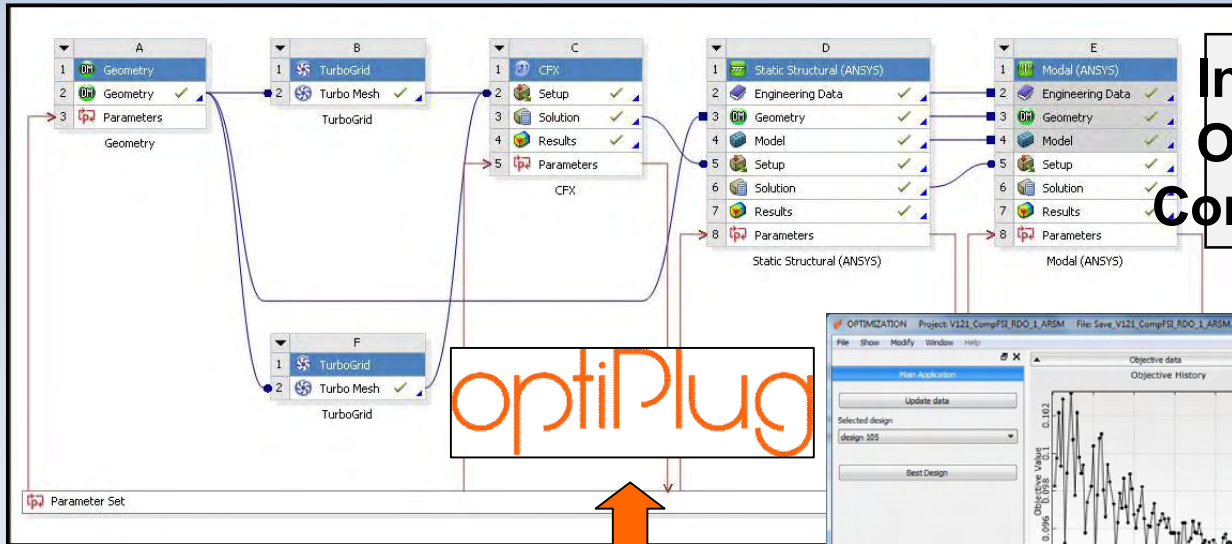 A
1 Geometry
2 Geometry
3 Parameters
Geometry
B
1 TurboGrid
2 Turbo Mesh
TurboGrid
C
1 CFX
2 Setup
3 Solution
4 Results
5 Parameters
CFX
D
1 Static Structural (ANSYS)
2 Engineering Data
3 Geometry
4 Model
5 Setup
6 Solution
7 Results
8 Parameters
Static Structural (ANSYS)
E
1 Modal (ANSYS)
2 Engineering Data
3 Geometry
4 Model
5 Setup
6 Solution
7 Results
8 Parameters
Modal (ANSYS)
F
1 TurboGrid
2 Turbo Mesh
TurboGrid
optiPlug
Parameter Set
OPTIMIZATION Project: V121_CompFSI_RDO_1_ARSM File: Save_V121_CompFSI_RDO_1_ARSM.
File Show Modify Window Help
Main Application
Update data
Selected design
design 105
Best Design
Objective data
Objective History
Objective Value
0.102
0.1
0.098
0.096